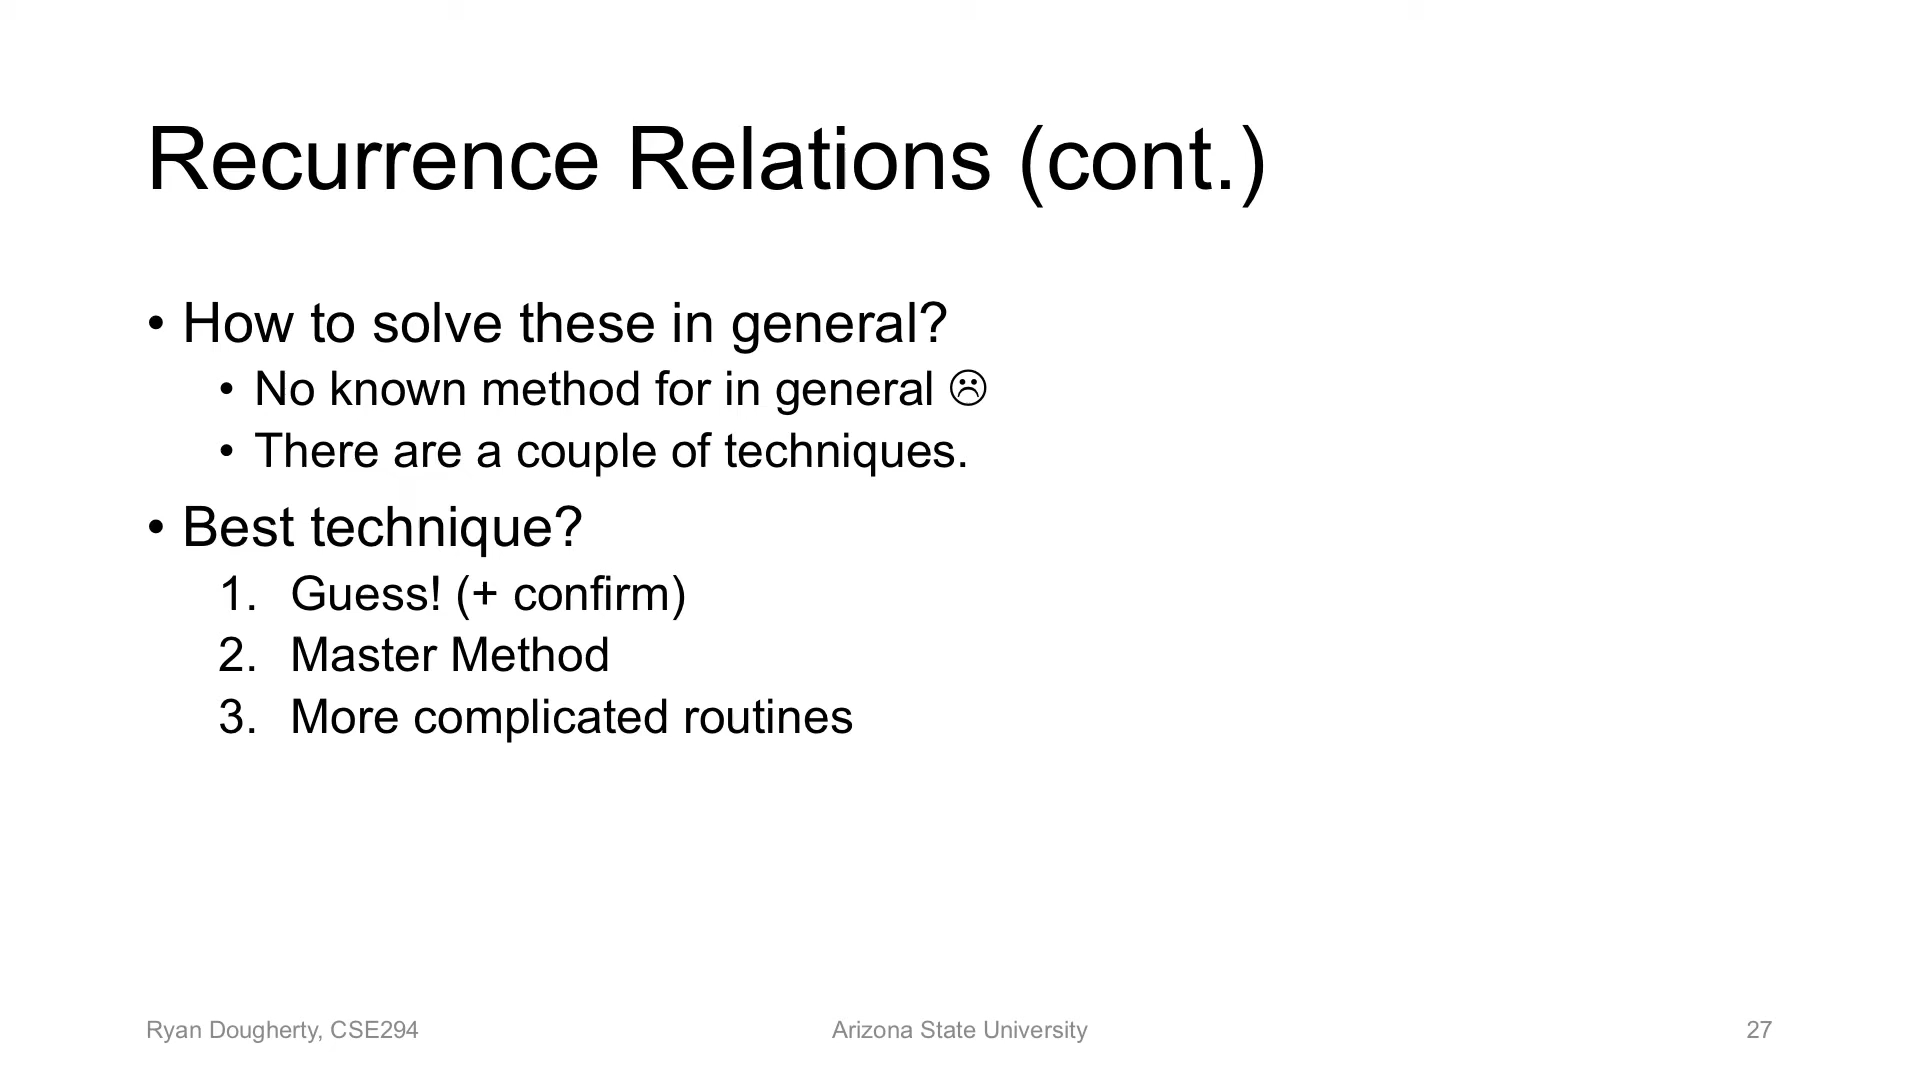 Recurrence Relations (cont.)
• How to solve these in general?
• No known method for in general ☹
• There are a couple of techniques.
• Best technique?
1. Guess! (+ confirm)
2. Master Method
3. More complicated routines
Ryan Dougherty, CSE294
Arizona State University
27